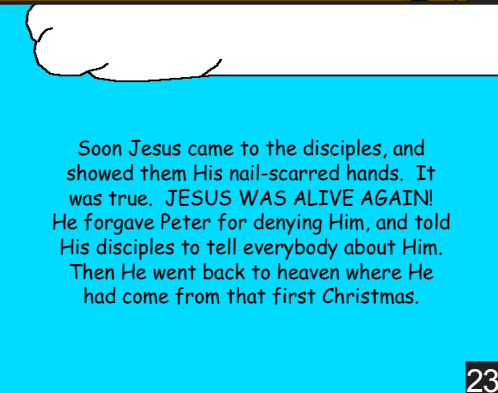 Soon Jesus came to the disciples, and
showed them His nail-scarred hands.  It
was true.  JESUS WAS ALIVE AGAIN!
He forgave Peter for denying Him, and told
His disciples to tell everybody about Him.
Then He went back to heaven where He
had come from that first Christmas.
23